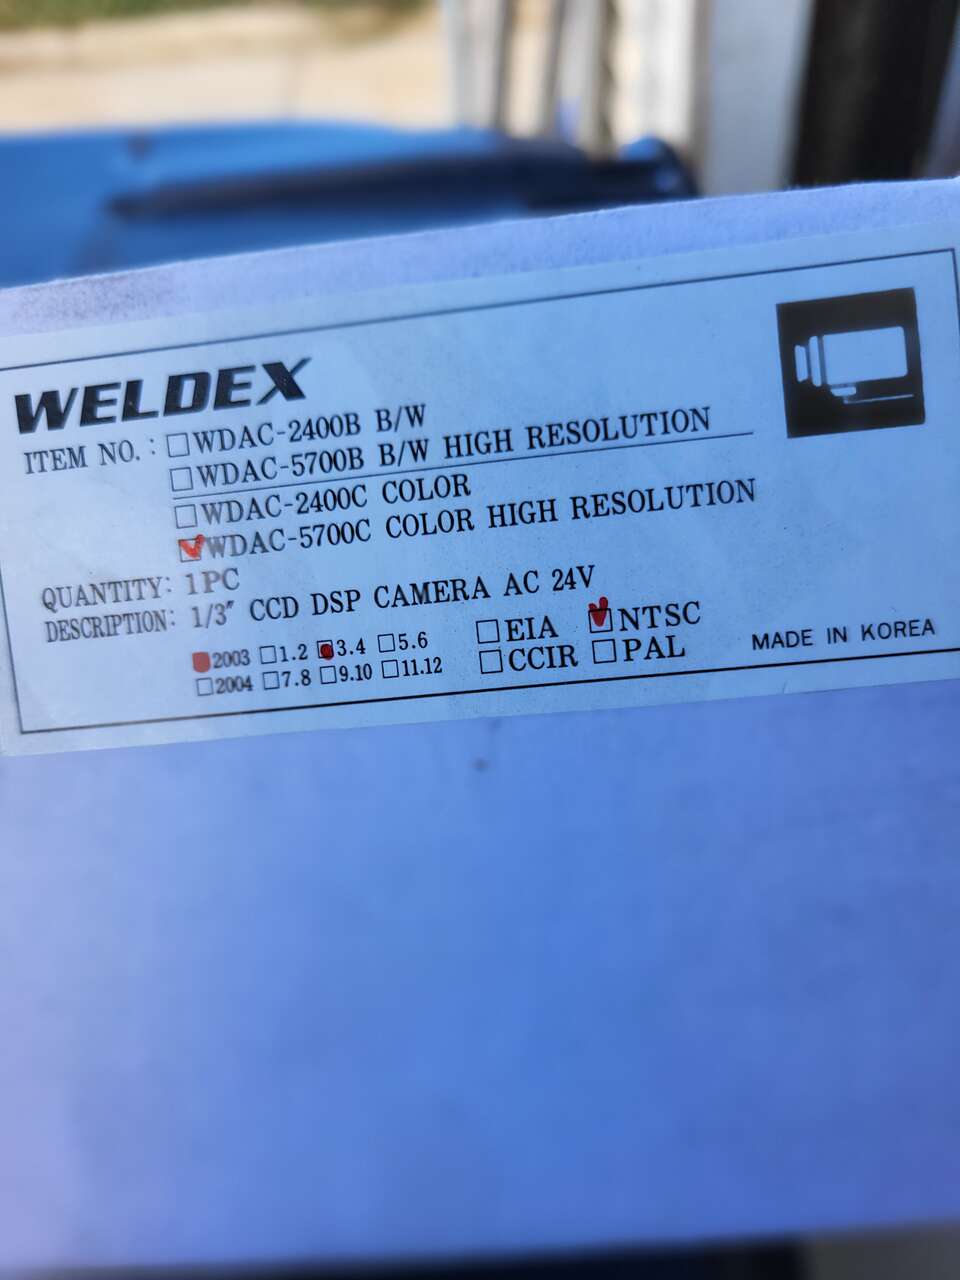 WELDEX
ITEM NO. : ☐WDAC-2400B B/W
☐WDAC-5700B B/W HIGH RESOLUTION
☐WDAC-2400C COLOR
☑WDAC-5700C COLOR HIGH RESOLUTION
QUANTITY: 1PC
DESCRIPTION: 1/3" CCD DSP CAMERA AC 24V
☑2003 ☐1.2 ☑3.4 ☐5.6 ☐EIA ☑NTSC
☐2004 ☐7.8 ☐9.10 ☐11.12 ☐CCIR ☐PAL MADE IN KOREA